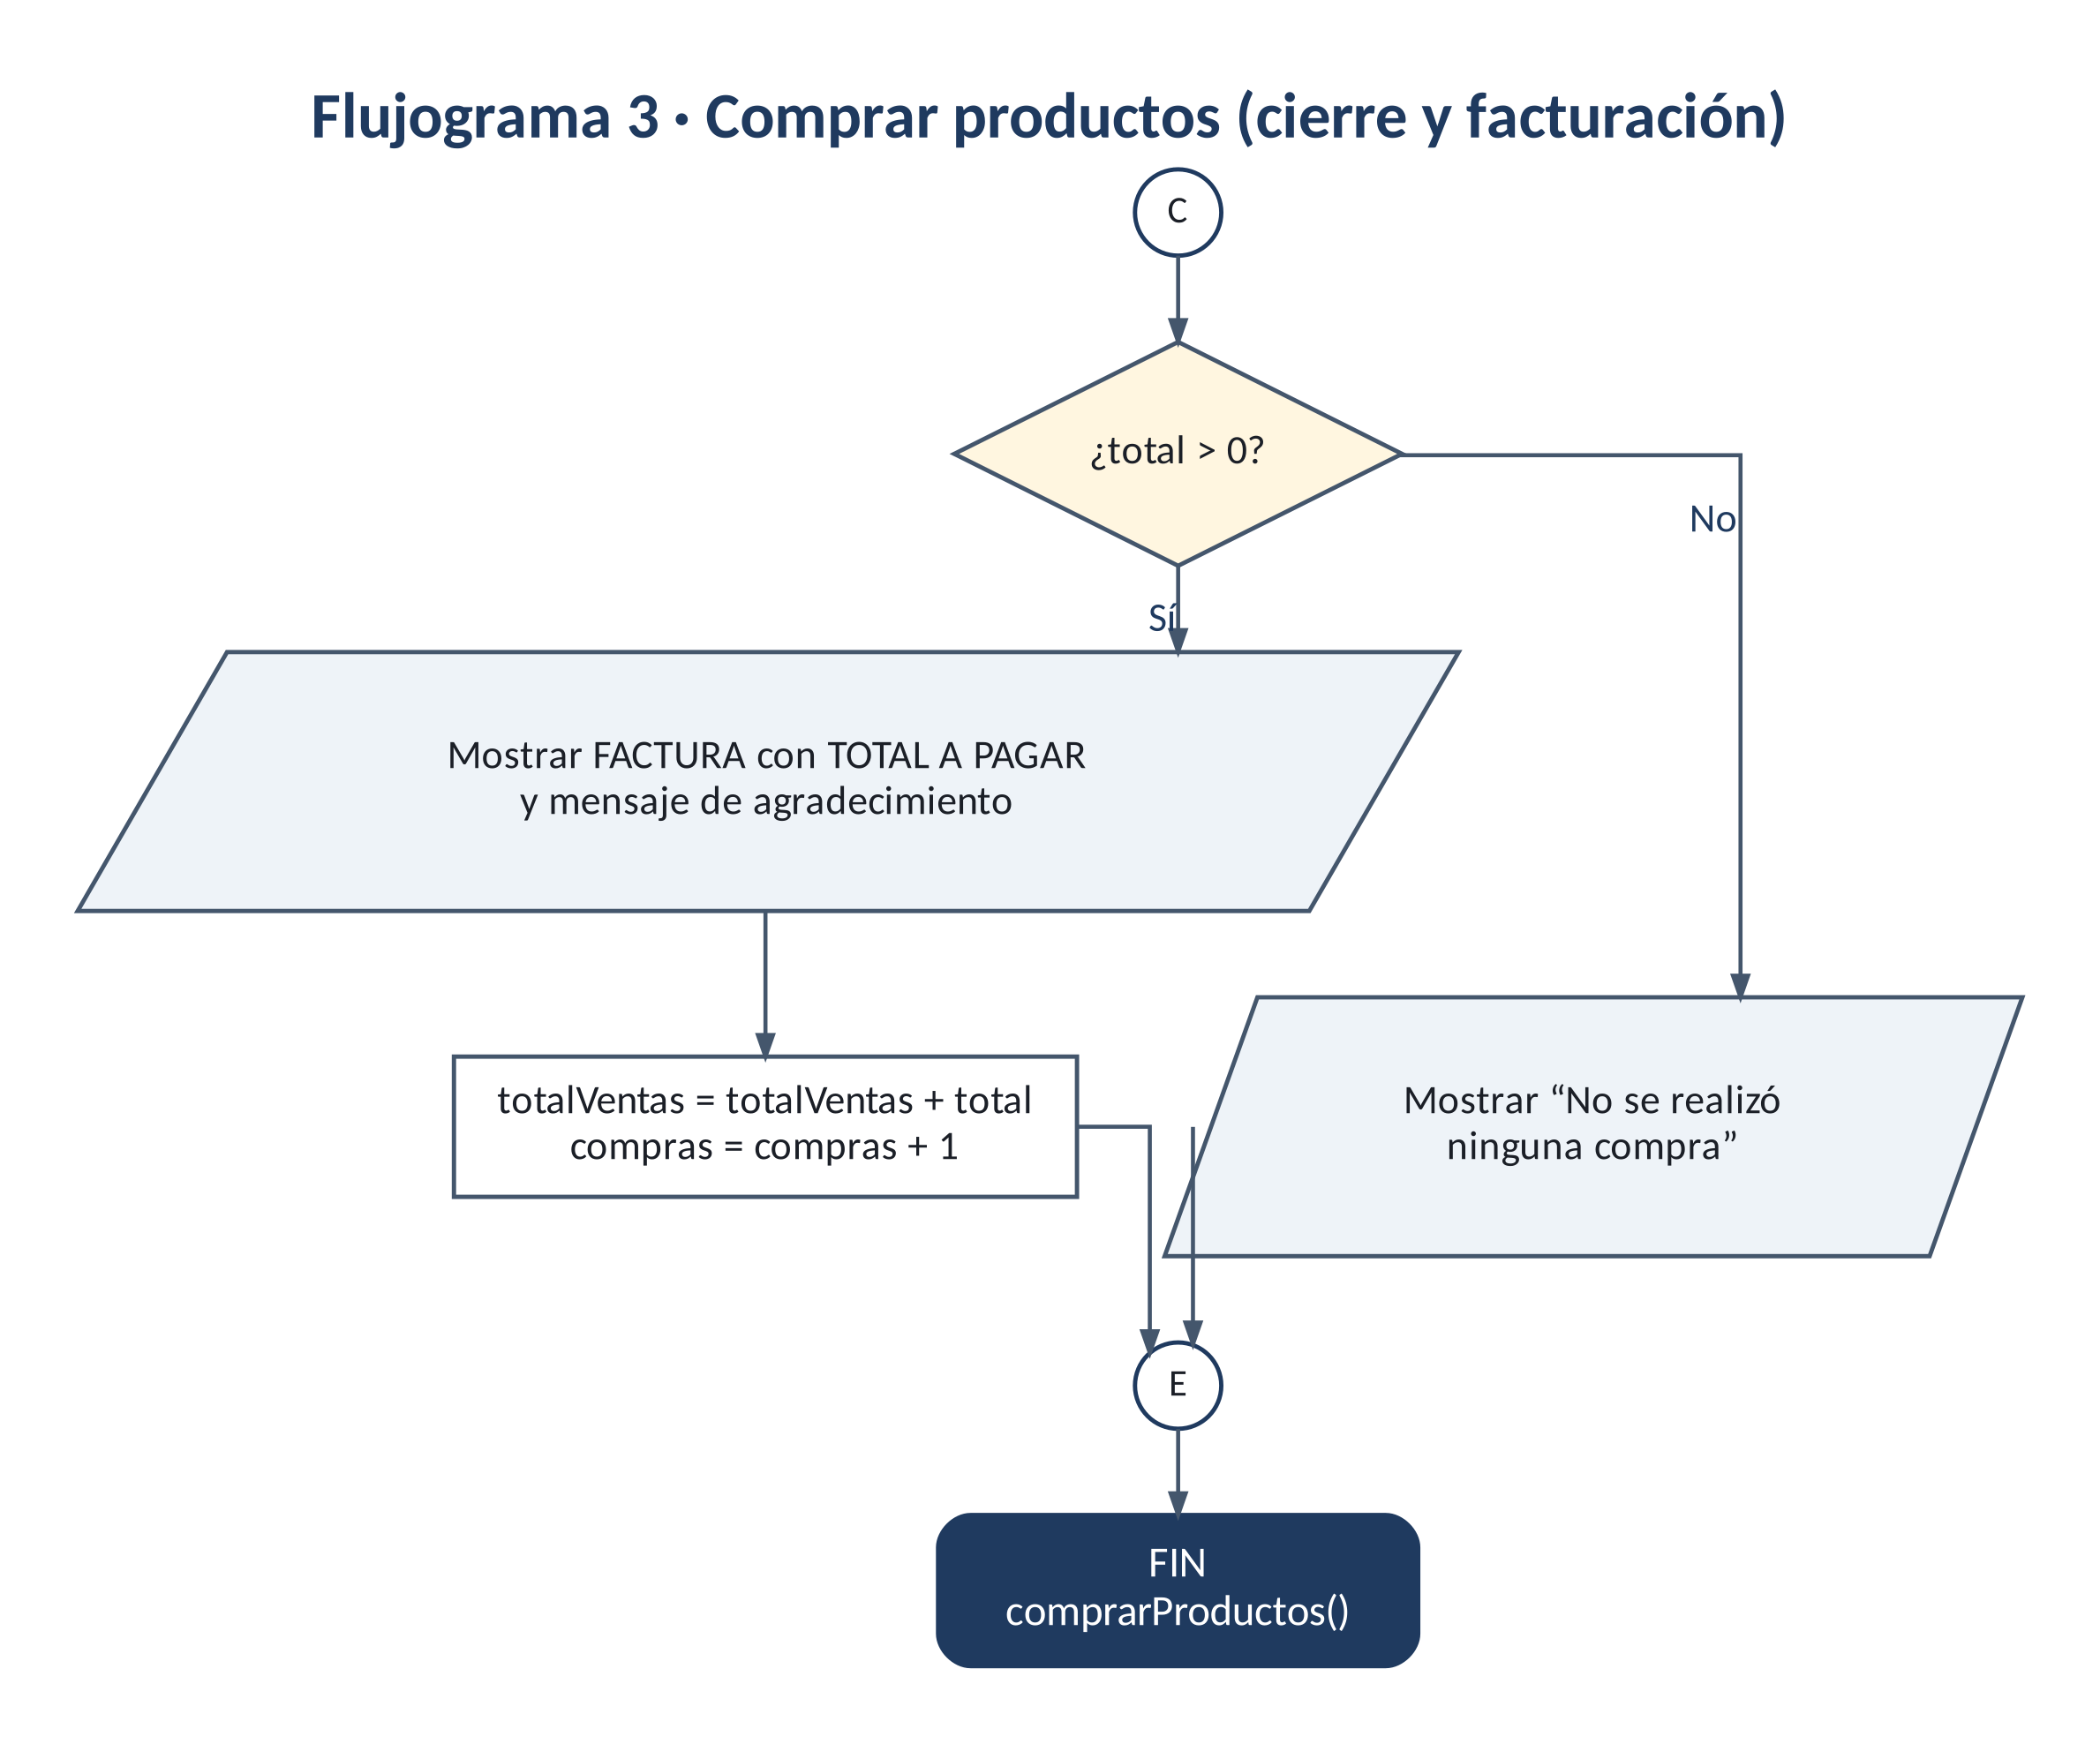 Flujograma 3 · Comprar productos (cierre y facturación)
C
¿total > 0?
No
Sí
Mostrar FACTURA con TOTAL A PAGAR
y mensaje de agradecimiento
totalVentas = totalVentas + total
compras = compras + 1
Mostrar “No se realizó
ninguna compra”
E
FIN
comprarProductos()